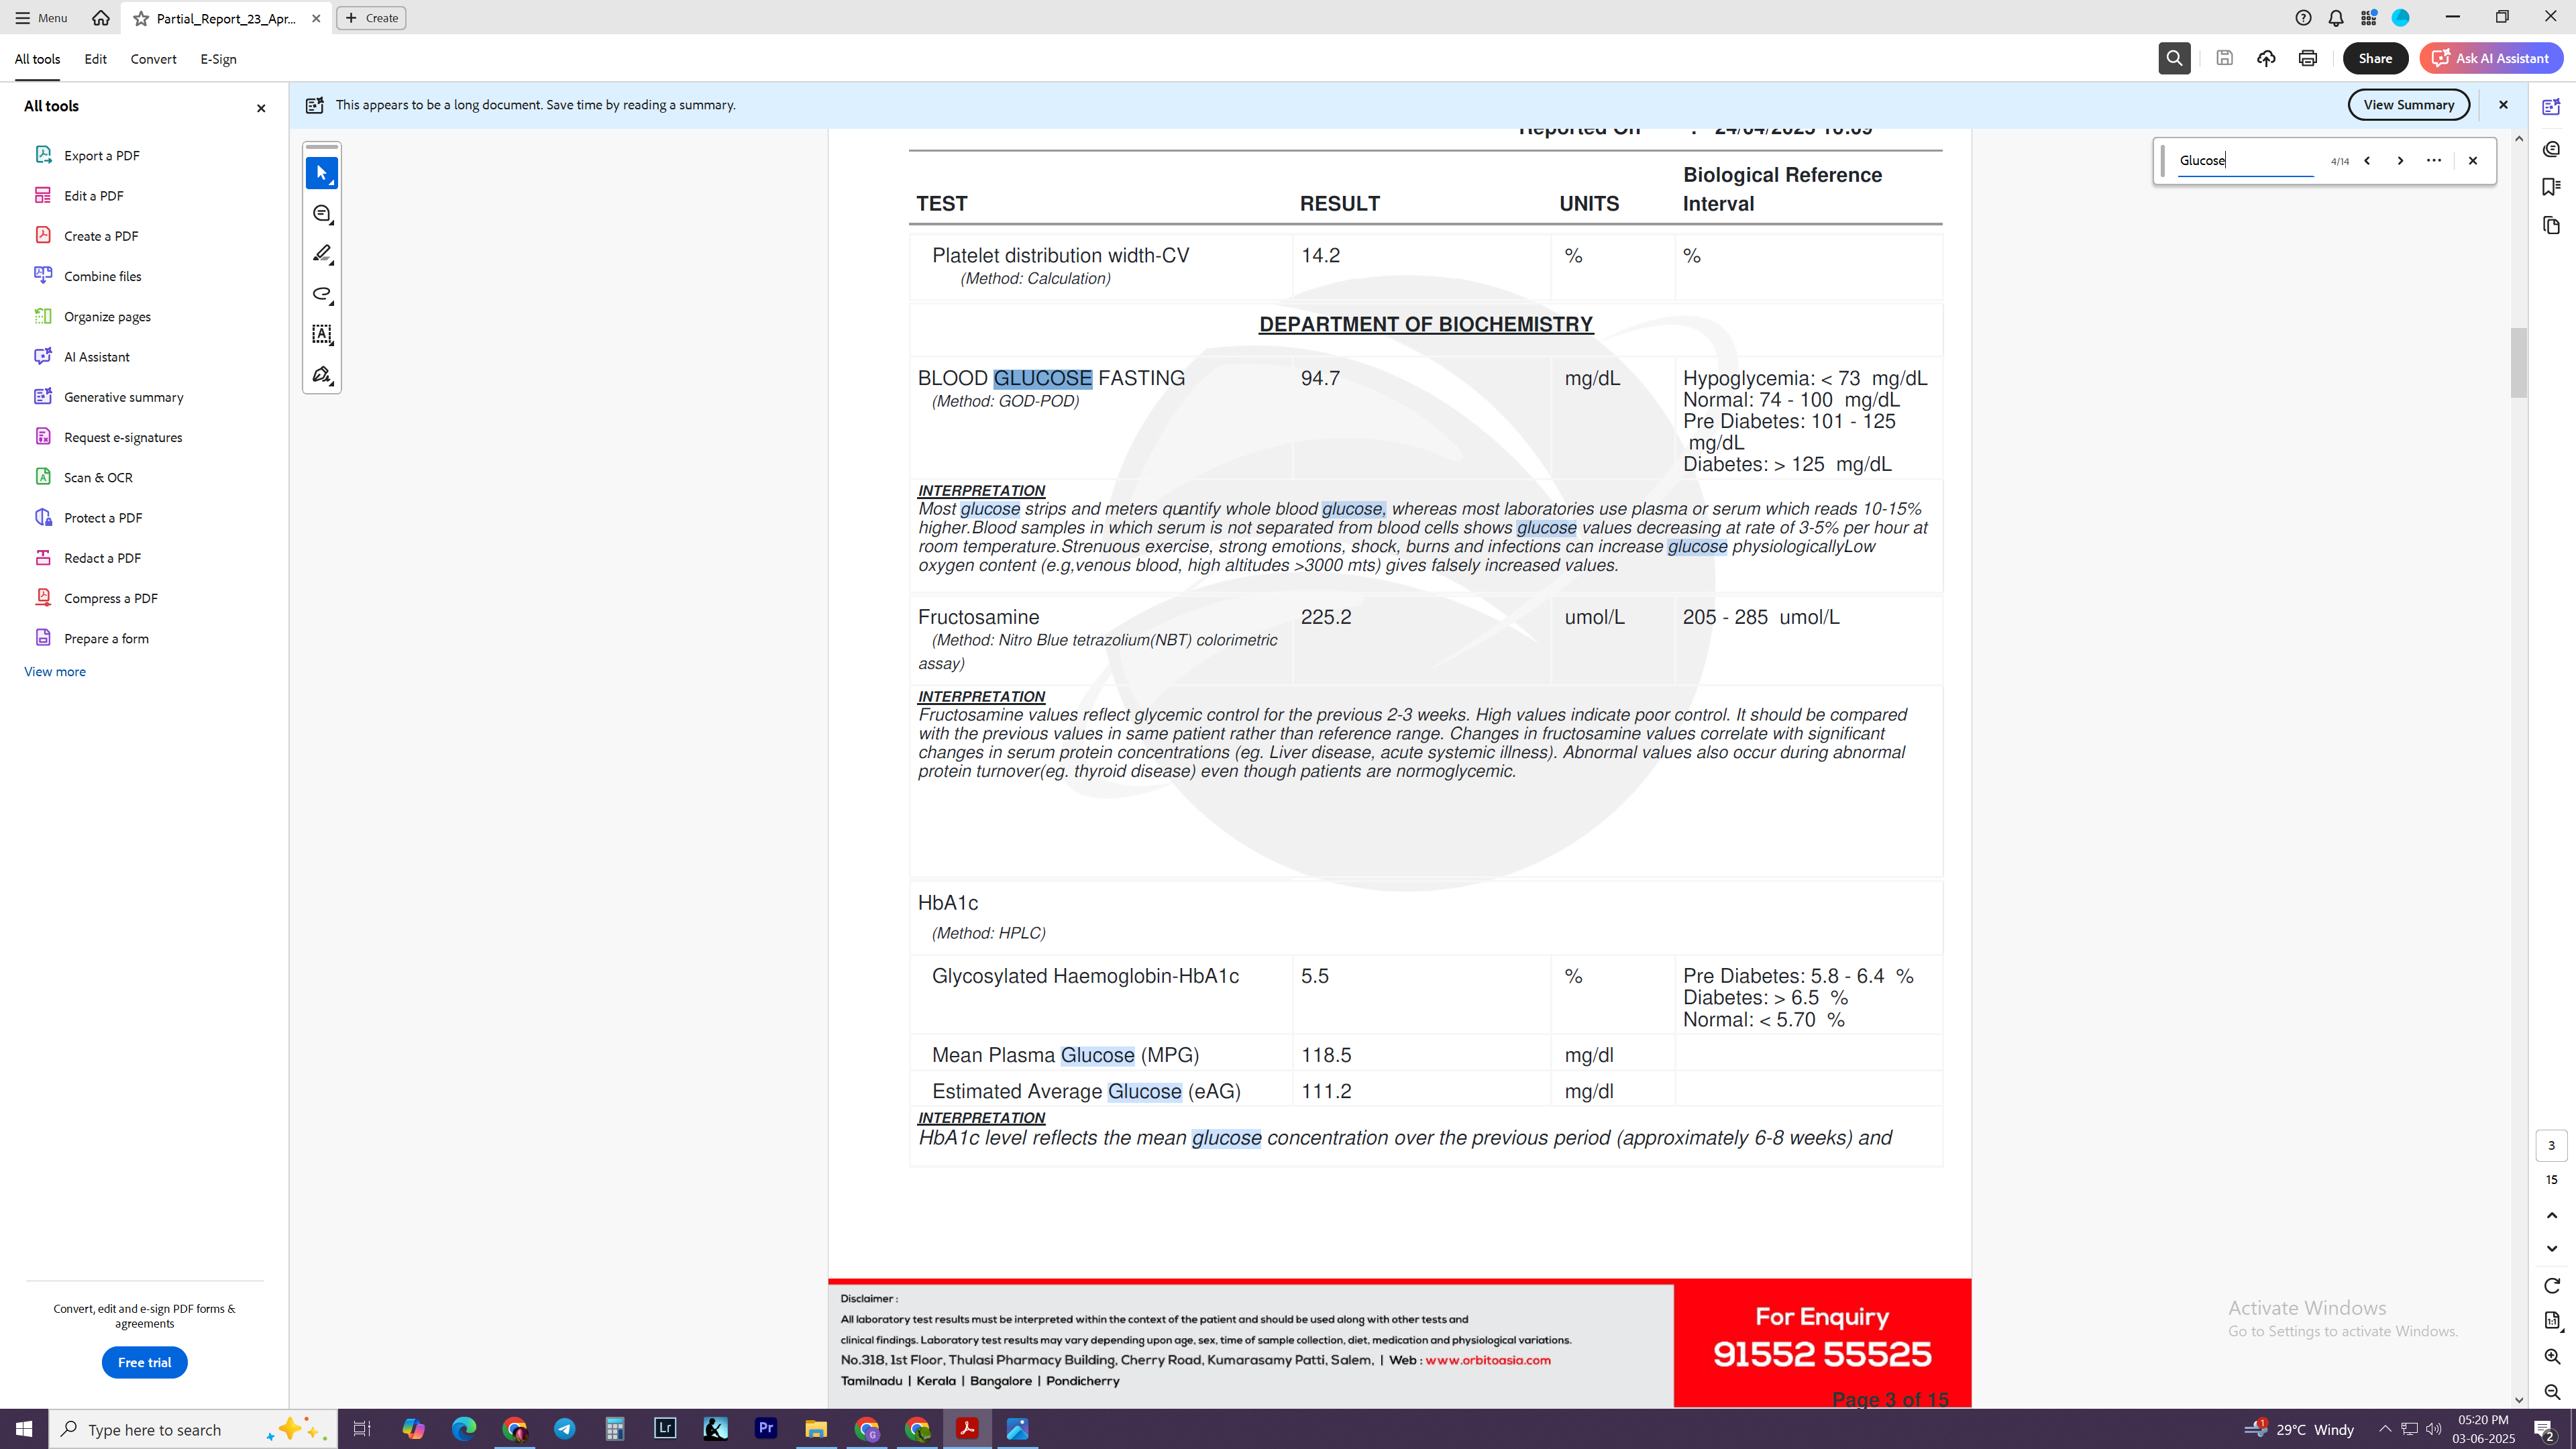 Menu
Partial_Report_23_Apr...
Create
All tools
Edit
Convert
E-Sign
Share
Ask AI Assistant
All tools
This appears to be a long document. Save time by reading a summary.
View Summary
Export a PDF
Edit a PDF
Create a PDF
Combine files
Organize pages
AI Assistant
Generative summary
Request e-signatures
Scan & OCR
Protect a PDF
Redact a PDF
Compress a PDF
Prepare a form
View more
Convert, edit and e-sign PDF forms &
agreements
Free trial
Glucose 4/14
Reported On : 24/04/2025 10:09
TEST RESULT UNITS Biological Reference
Interval
Platelet distribution width-CV 14.2 % %
(Method: Calculation)
DEPARTMENT OF BIOCHEMISTRY
BLOOD GLUCOSE FASTING 94.7 mg/dL Hypoglycemia: < 73 mg/dL
(Method: GOD-POD) Normal: 74 - 100 mg/dL
Pre Diabetes: 101 - 125
mg/dL
Diabetes: > 125 mg/dL
INTERPRETATION
Most glucose strips and meters quantify whole blood glucose, whereas most laboratories use plasma or serum which reads 10-15%
higher.Blood samples in which serum is not separated from blood cells shows glucose values decreasing at rate of 3-5% per hour at
room temperature.Strenuous exercise, strong emotions, shock, burns and infections can increase glucose physiologicallyLow
oxygen content (e.g,venous blood, high altitudes >3000 mts) gives falsely increased values.
Fructosamine 225.2 umol/L 205 - 285 umol/L
(Method: Nitro Blue tetrazolium(NBT) colorimetric
assay)
INTERPRETATION
Fructosamine values reflect glycemic control for the previous 2-3 weeks. High values indicate poor control. It should be compared
with the previous values in same patient rather than reference range. Changes in fructosamine values correlate with significant
changes in serum protein concentrations (eg. Liver disease, acute systemic illness). Abnormal values also occur during abnormal
protein turnover(eg. thyroid disease) even though patients are normoglycemic.
HbA1c
(Method: HPLC)
Glycosylated Haemoglobin-HbA1c 5.5 % Pre Diabetes: 5.8 - 6.4 %
Diabetes: > 6.5 %
Normal: < 5.70 %
Mean Plasma Glucose (MPG) 118.5 mg/dl
Estimated Average Glucose (eAG) 111.2 mg/dl
INTERPRETATION
HbA1c level reflects the mean glucose concentration over the previous period (approximately 6-8 weeks) and
Disclaimer :
All laboratory test results must be interpreted within the context of the patient and should be used along with other tests and
clinical findings. Laboratory test results may vary depending upon age, sex, time of sample collection, diet, medication and physiological variations.
No.318, 1st Floor, Thulasi Pharmacy Building, Cherry Road, Kumarasamy Patti, Salem, | Web : www.orbitoasia.com
Tamilnadu | Kerala | Bangalore | Pondicherry
For Enquiry
91552 55525
Page 3 of 15
3
15
Activate Windows
Go to Settings to activate Windows.
Type here to search
Lr
Pr
G
1
29°C Windy
05:20 PM
03-06-2025
2